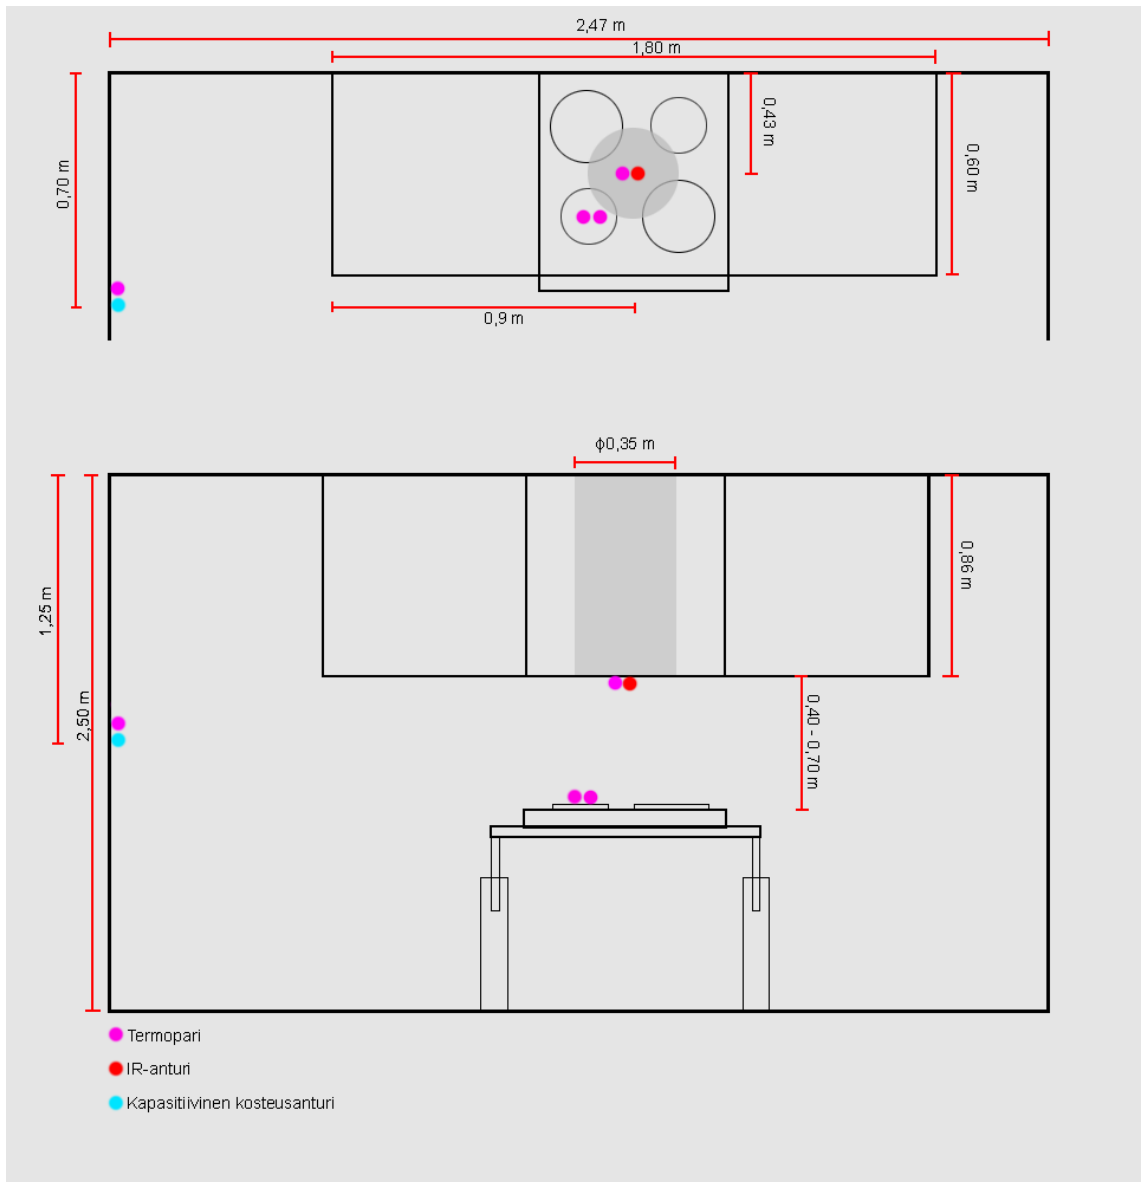 2,47 m
1,80 m
0,43 m
0,60 m
0,70 m
0,9 m
ϕ0,35 m
0,86 m
1,25 m
2,50 m
0,40 - 0,70 m
Termopari
IR-anturi
Kapasitiivinen kosteusanturi